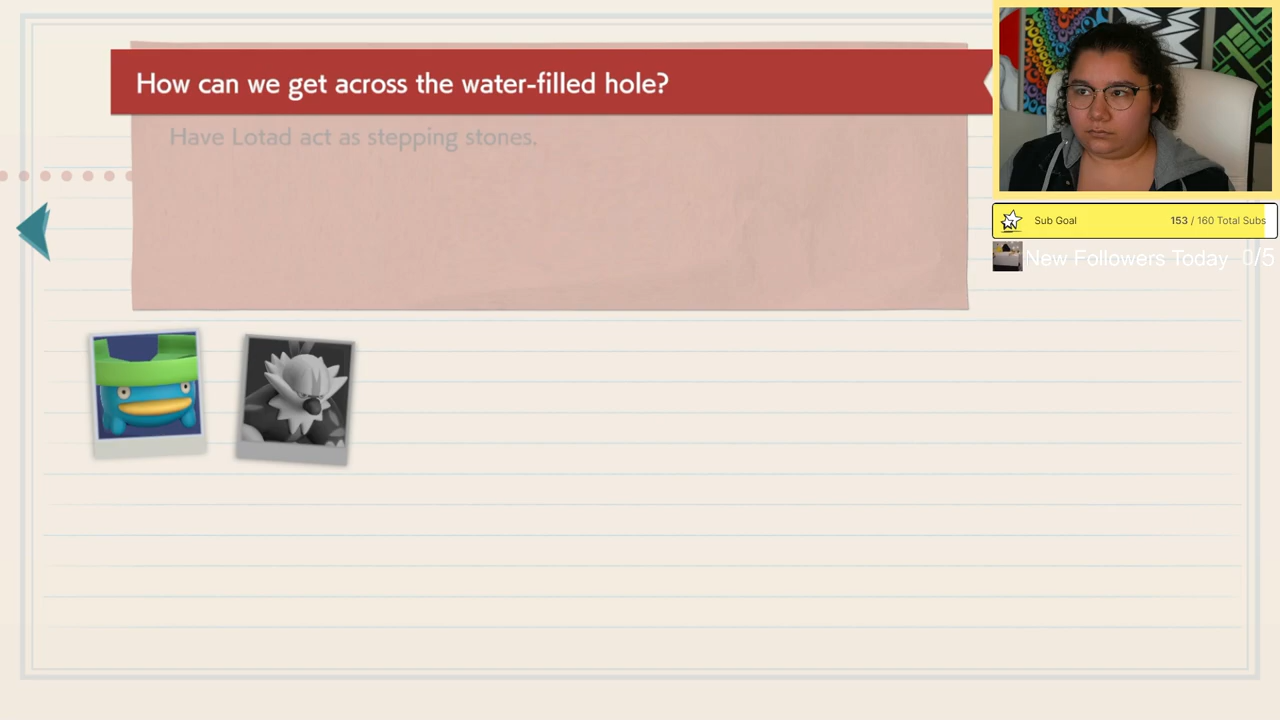 How can we get across the water-filled hole?
Have Lotad act as stepping stones.
Sub Goal
153 / 160 Total Subs
New Followers Today 0/5